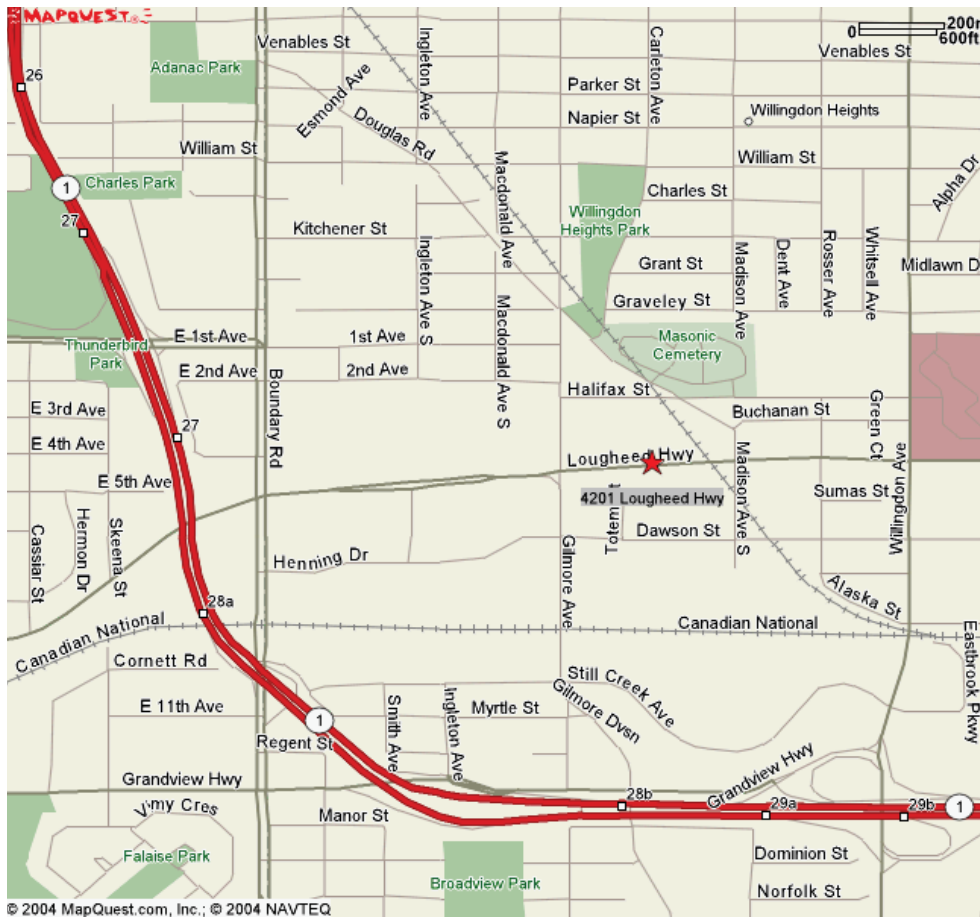 MAPQUEST
200m
0
600ft
Venables St
Ingleton Ave
Carleton Ave
Venables St
Adanac Park
26
Esmond Ave
Parker St
Willingdon Heights
Douglas Rd
Napier St
William St
Macdonald Ave
William St
Alpha Dr
1
Charles Park
Charles St
27
Willingdon
Heights Park
Kitchener St
Ingleton Ave S
Grant St
Madison Ave
Dent Ave
Rosser Ave
Whitsell Ave
Midlawn D
Macdonald Ave S
Graveley St
E 1st Ave
1st Ave
Masonic
Cemetery
Thunderbird
Park
E 2nd Ave
2nd Ave
Boundary Rd
Halifax St
E 3rd Ave
Buchanan St
Green Ct
E 4th Ave
27
Willingdon Ave
Lougheed Hwy
Madison Ave S
E 5th Ave
4201 Lougheed Hwy
Sumas St
Totem
Cassiar St
Hermon Dr
Skeena St
Dawson St
Henning Dr
Gilmore Ave
Alaska St
28a
Canadian National
Canadian National
Eastbrook Pkwy
Cornett Rd
Still Creek Ave
Gilmore Dvsn
E 11th Ave
1
Smith Ave
Ingleton Ave
Myrtle St
Regent St
Grandview Hwy
Grandview Hwy
28b
29a
29b
1
Vimy Cres
Manor St
Falaise Park
Dominion St
Broadview Park
Norfolk St
© 2004 MapQuest.com, Inc.; © 2004 NAVTEQ